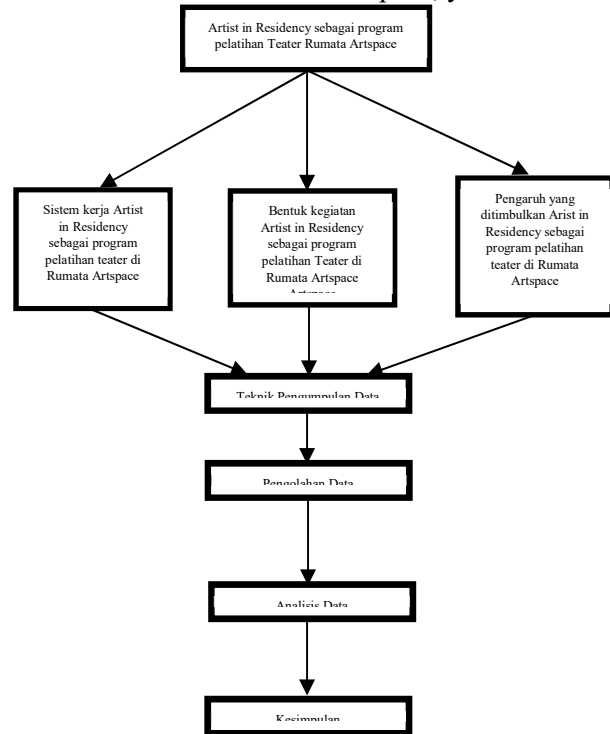 Artist in Residency sebagai program
pelatihan Teater Rumata Artspace
Sistem kerja Artist
in Residency
sebagai program
pelatihan teater di
Rumata Artspace
Bentuk kegiatan
Artist in Residency
sebagai program
pelatihan Teater di
Rumata Artspace
Artspace
Pengaruh yang
ditimbulkan Arist in
Residency sebagai
program pelatihan
teater di Rumata
Artspace
Teknik Pengumpulan Data
Pengolahan Data
Analisis Data
Kesimpulan